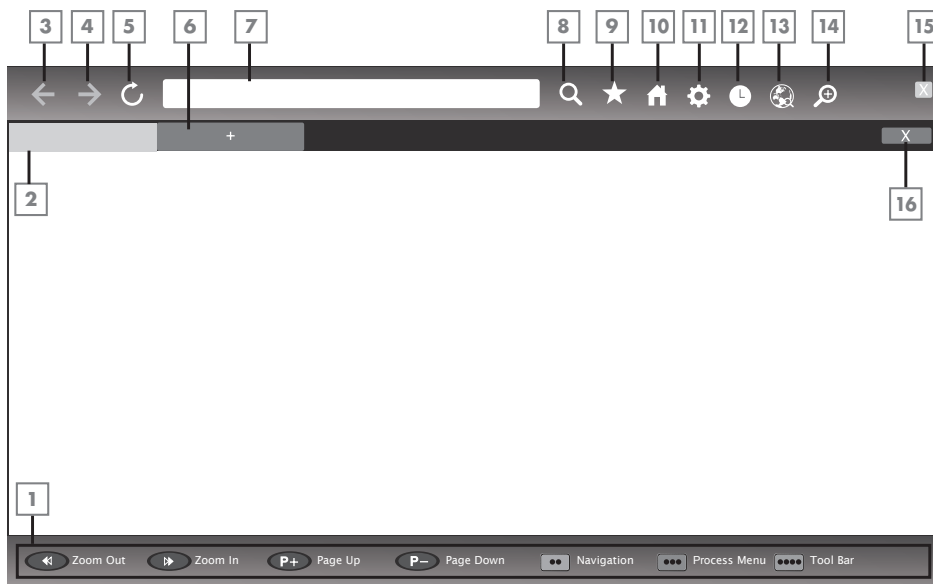 3 4 5 6 7 8 9 10 11 12 13 14 15
X
+ X
2 16
1
Zoom Out Zoom In P+ Page Up P− Page Down Navigation Process Menu Tool Bar